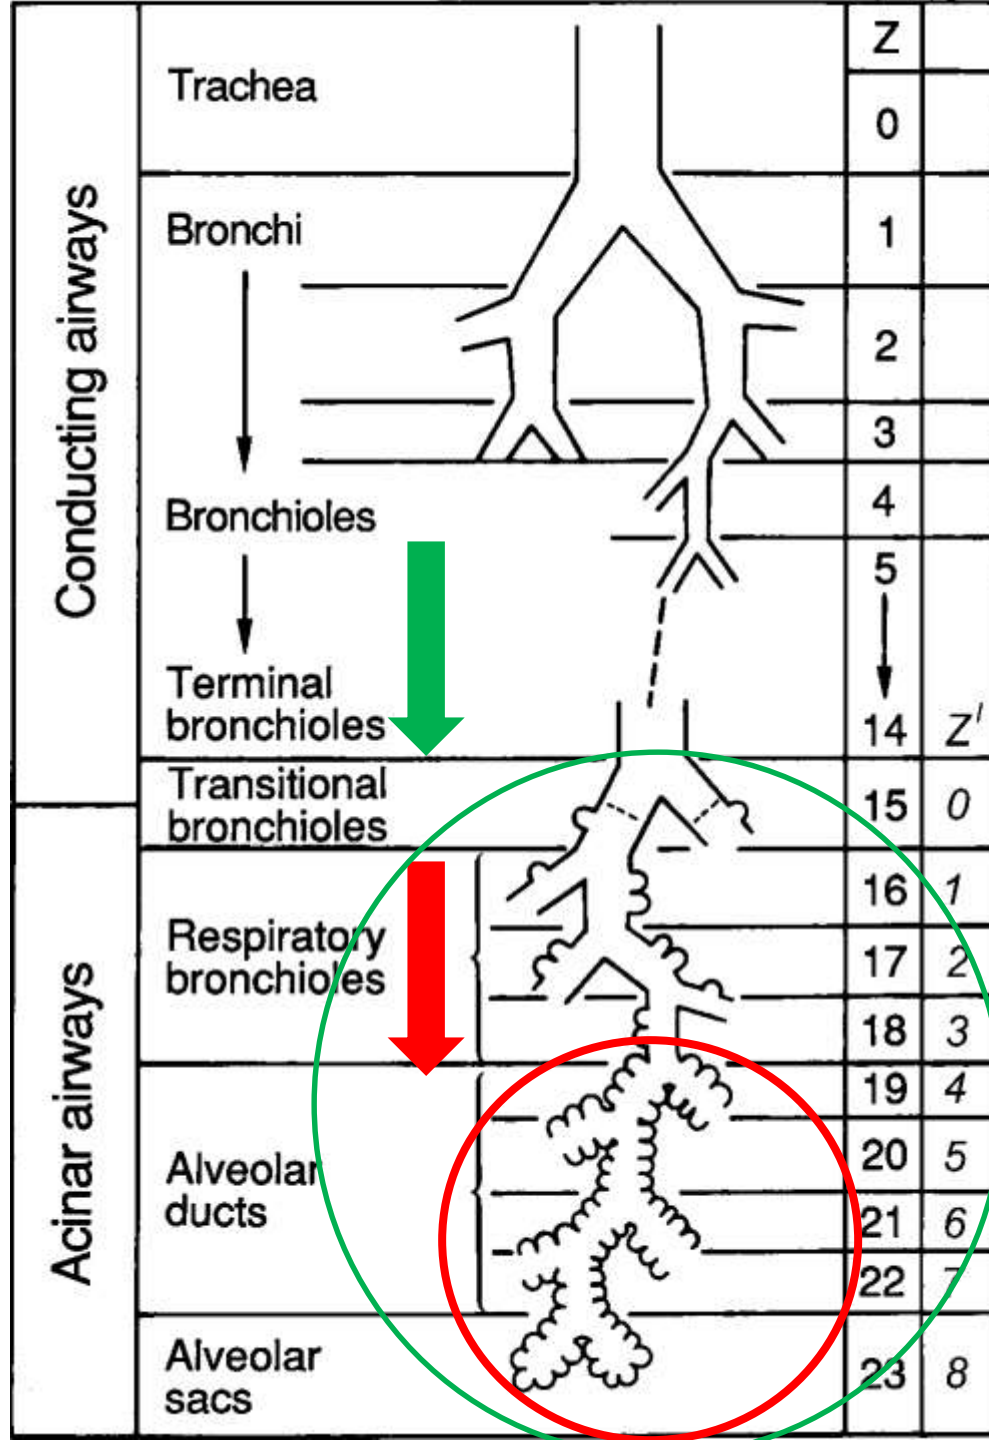 Conducting airways
Acinar airways
Trachea
Bronchi
Bronchioles
Terminal
bronchioles
Transitional
bronchioles
Respiratory
bronchioles
Alveolar
ducts
Alveolar
sacs
Z
0
1
2
3
4
5
14 Z'
15 0
16 1
17 2
18 3
19 4
20 5
21 6
22 7
23 8